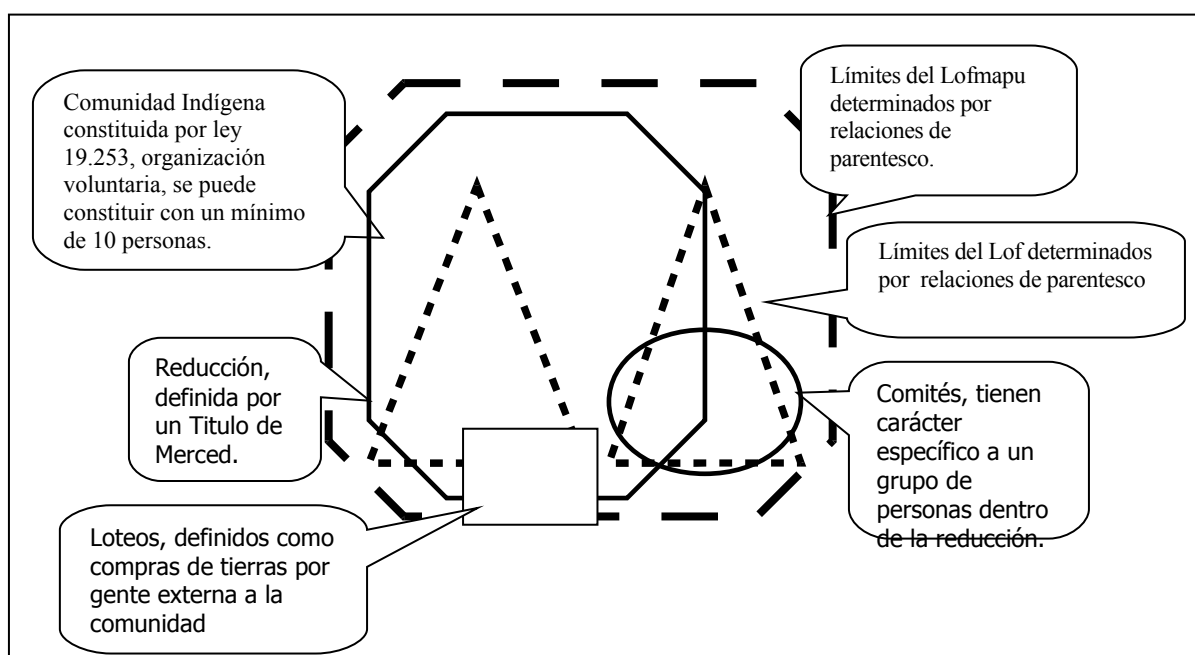 Comunidad Indígena
constituida por ley
19.253, organización
voluntaria, se puede
constituir con un mínimo
de 10 personas.
Límites del Lofmapu
determinados por
relaciones de
parentesco.
Límites del Lof determinados
por relaciones de parentesco
Reducción,
definida por
un Titulo de
Merced.
Comités, tienen
carácter
específico a un
grupo de
personas dentro
de la reducción.
Loteos, definidos como
compras de tierras por
gente externa a la
comunidad